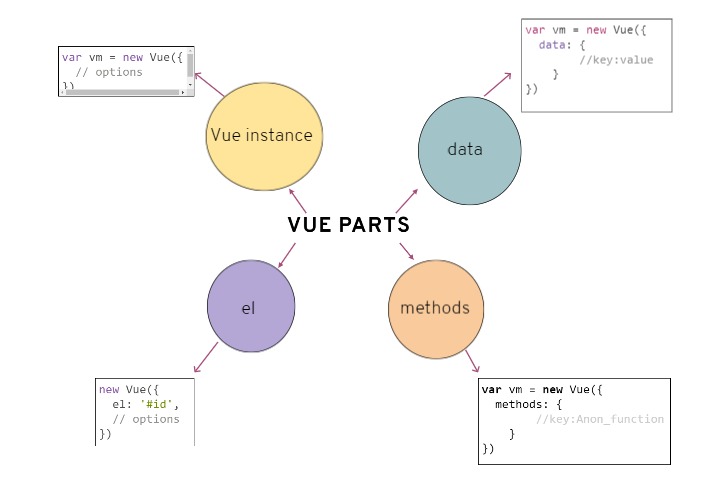 var vm = new Vue({
// options
})
Vue instance
var vm = new Vue({
data: {
//key:value
}
})
data
VUE PARTS
el
new Vue({
el: '#id',
// options
})
methods
var vm = new Vue({
methods: {
//key:Anon_function
}
})